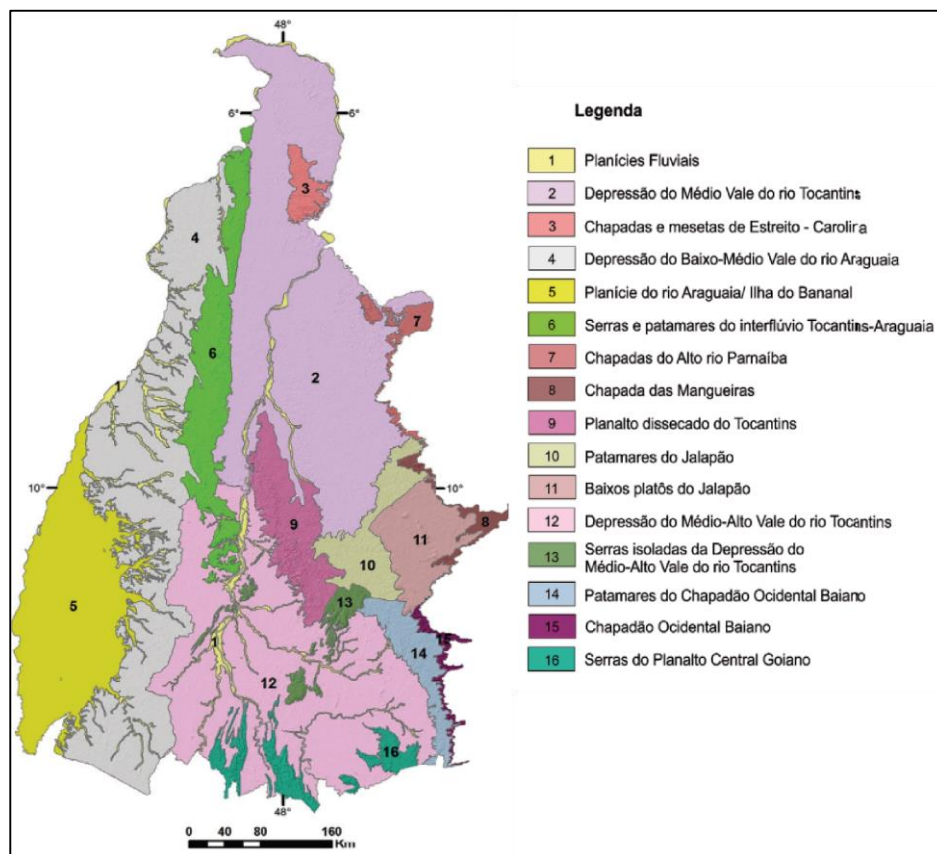 48°
6°
6°
3
4
7
6
2
1
10°
10°
9
8
11
10
5
13
15
14
1
12
16
48°
0 40 80 160
Km
Legenda
1 Planícies Fluviais
2 Depressão do Médio Vale do rio Tocantins
3 Chapadas e mesetas de Estreito - Carolira
4 Depressão do Baixo-Médio Vale do rio Araguaia
5 Planície do rio Araguaia/ Ilha do Bananal
6 Serras e patamares do interflúvio Tocantins-Araguaia
7 Chapadas do Alto rio Parnaíba
8 Chapada das Mangueiras
9 Planalto dissecado do Tocantins
10 Patamares do Jalapão
11 Baixos platôs do Jalapão
12 Depressão do Médio-Alto Vale do rio Tocantins
13 Serras isoladas da Depressão do
Médio-Alto Vale do rio Tocantins
14 Patamares do Chapadão Ocidental Baiano
15 Chapadão Ocidental Baiano
16 Serras do Planalto Central Goiano